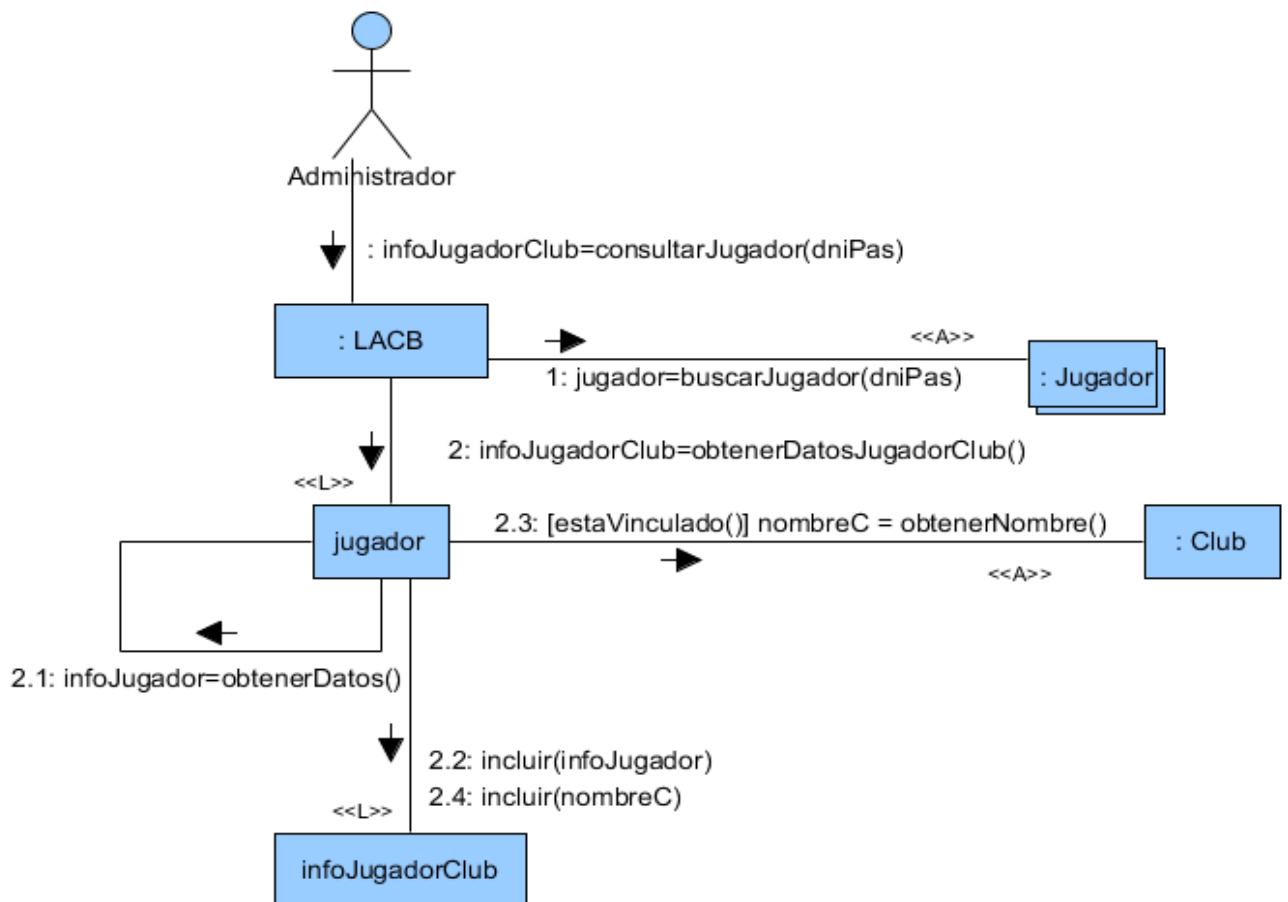 Administrador
: infoJugadorClub=consultarJugador(dniPas)
: LACB
<<A>>
1: jugador=buscarJugador(dniPas)
: Jugador
2: infoJugadorClub=obtenerDatosJugadorClub()
<<L>>
jugador
2.3: [estaVinculado()] nombreC = obtenerNombre()
: Club
<<A>>
2.1: infoJugador=obtenerDatos()
2.2: incluir(infoJugador)
2.4: incluir(nombreC)
<<L>>
infoJugadorClub